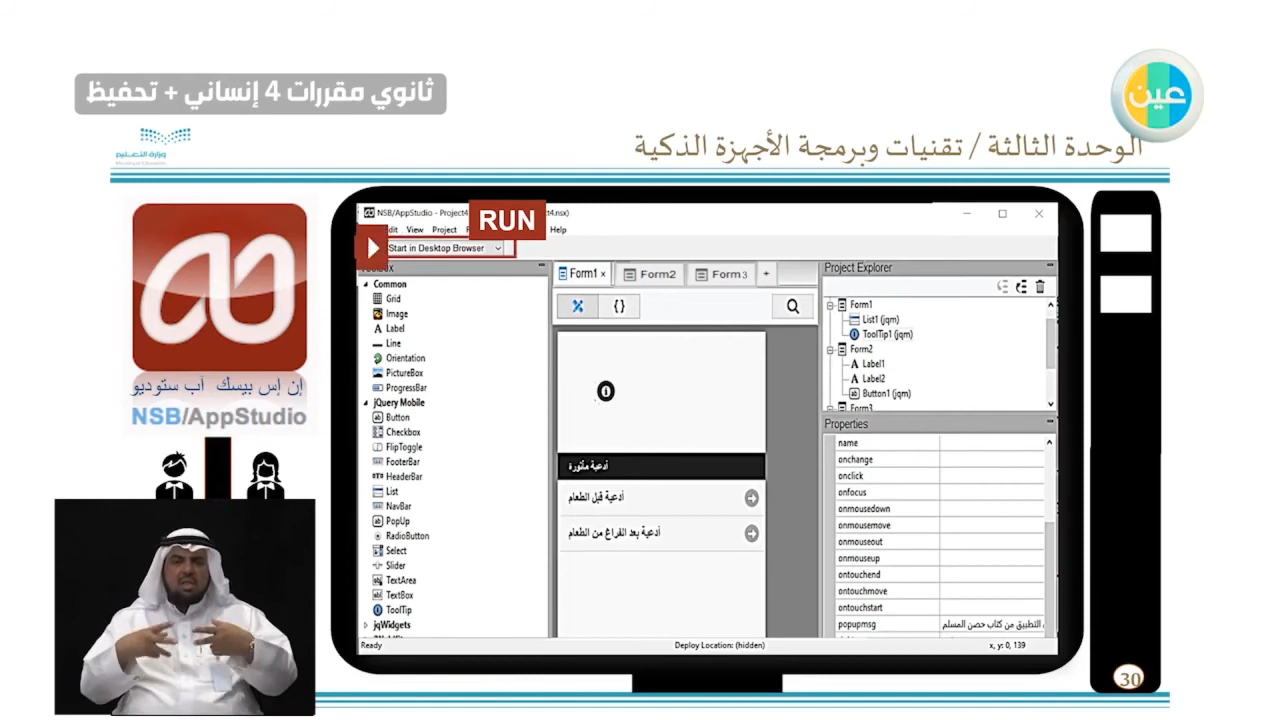 ثانوي مقررات 4 إنساني + تحفيظ
عين
وزارة التعليم
الوحدة الثالثة / تقنيات وبرمجة الأجهزة الذكية
إن إس بيسك آب ستوديو
NSB/AppStudio
NSB/AppStudio - Project4
RUN
t4.nsx)
dit View Project
Help
Start in Desktop Browser
Common
Grid
Image
Label
Line
Orientation
PictureBox
ProgressBar
jQuery Mobile
Button
Checkbox
FlipToggle
FooterBar
HeaderBar
List
NavBar
PopUp
RadioButton
Select
Slider
TextArea
TextBox
ToolTip
jqWidgets
Form1 x
Form2
Form3
+
{}
أدعية مأثورة
أدعية قبل الطعام
أدعية بعد الفراغ من الطعام
Project Explorer
Form1
List1 (jqm)
ToolTip1 (jqm)
Form2
Label1
Label2
Button1 (jqm)
Form3
Properties
name
onchange
onclick
onfocus
onmousedown
onmousemove
onmouseout
onmouseup
ontouchend
ontouchmove
ontouchstart
popupmsg
التطبيق من كتاب حصن المسلم
Ready
Deploy Location: (hidden)
x, y: 0, 139
30